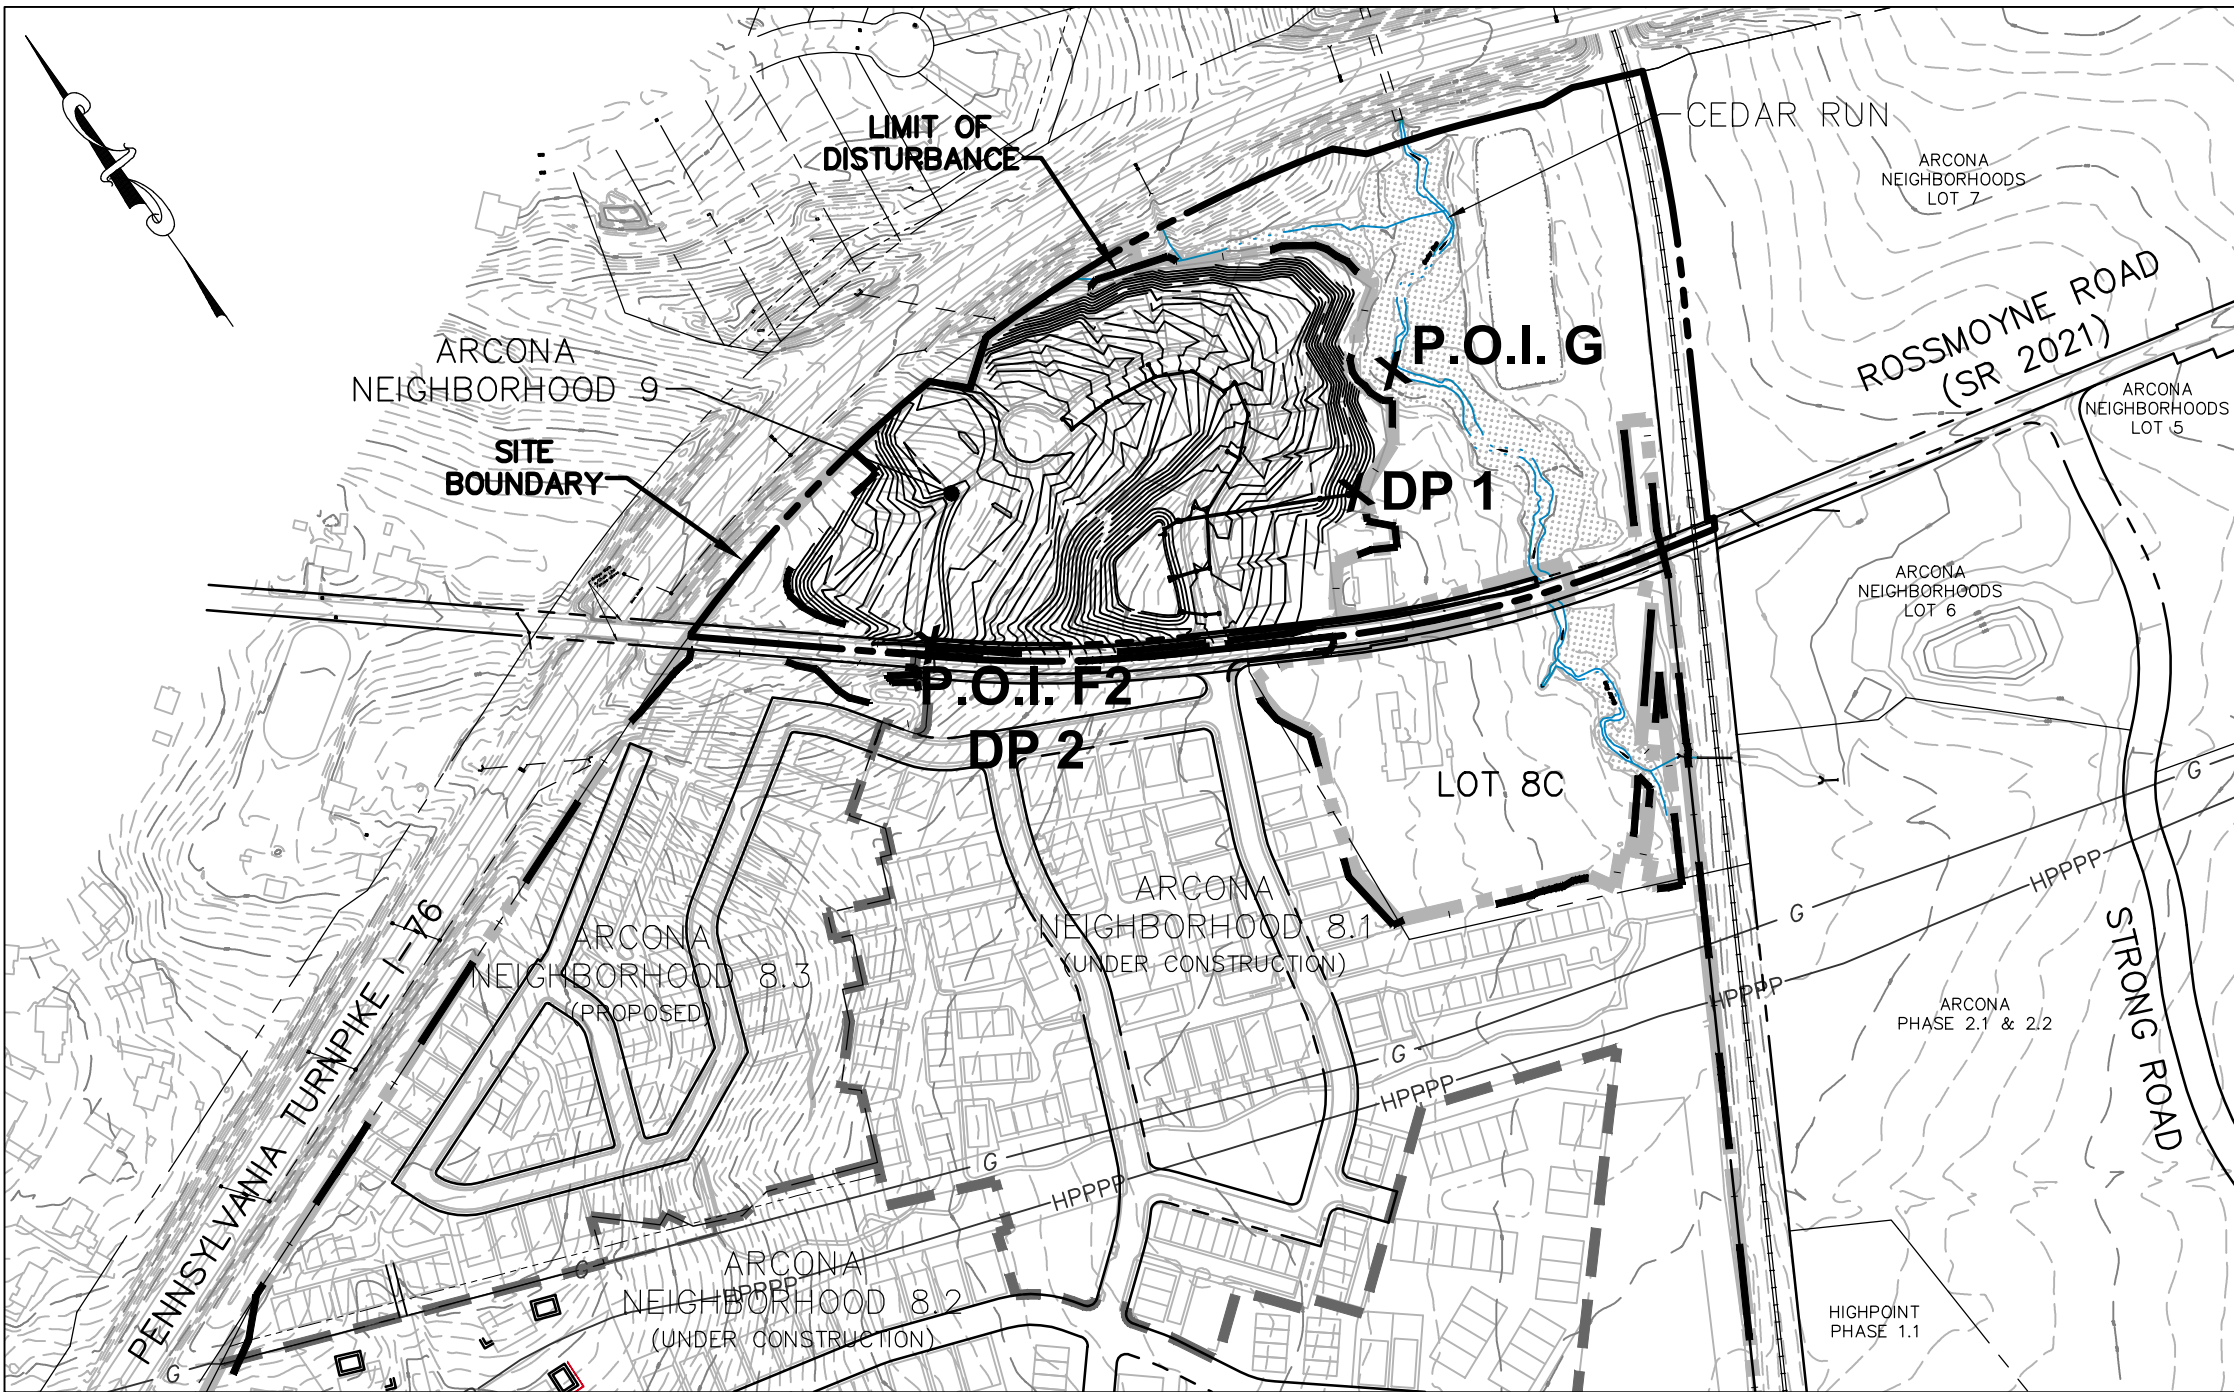 LIMIT OF
DISTURBANCE
CEDAR RUN
ARCONA
NEIGHBORHOODS
LOT 7
ROSSMOYNE ROAD
(SR 2021)
ARCONA
NEIGHBORHOOD 9
P.O.I. G
ARCONA
NEIGHBORHOODS
LOT 5
SITE
BOUNDARY
DP 1
ARCONA
NEIGHBORHOODS
LOT 6
P.O.I. F2
DP 2
LOT 8C
G
HPPPP
ARCONA
NEIGHBORHOOD 8.1
(UNDER CONSTRUCTION)
G
ARCONA
NEIGHBORHOOD 8.3
(PROPOSED)
HPPPP
STRONG ROAD
ARCONA
PHASE 2.1 & 2.2
PENNSYLVANIA TURNPIKE I-76
G
HPPPP
G
HPPPP
G
ARCONA
HPPPP
NEIGHBORHOOD 8.2
(UNDER CONSTRUCTION)
HIGHPOINT
PHASE 1.1
G